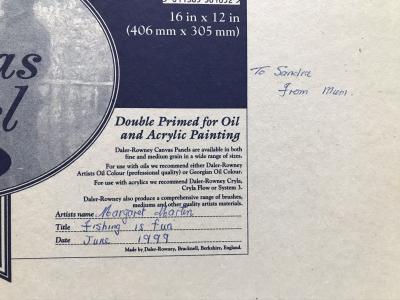 16 in x 12 in
(406 mm x 305 mm)
To Sandra
From Mum.
as
el
Double Primed for Oil
and Acrylic Painting
Daler-Rowney Canvas Panels are available in both
fine and medium grain in a wide range of sizes.
For use with oils we recommend either Daler-Rowney
Artists Oil Colour (professional quality) or Georgian Oil Colour.
For use with acrylics we recommend Daler-Rowney Cryla,
Cryla Flow or System 3.
Daler-Rowney also produce a comprehensive range of brushes,
mediums and other quality artists materials.
Artists name Margaret Martin
Title Fishing is fun
Date June 1999
Made by Daler-Rowney, Bracknell, Berkshire, England.